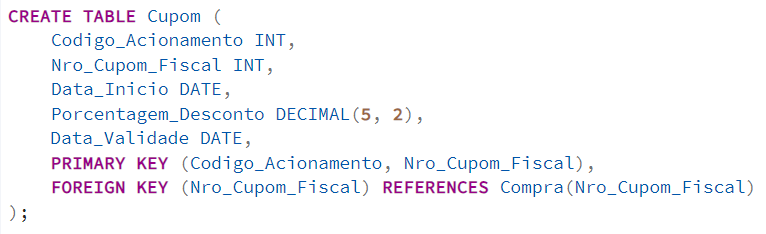 CREATE TABLE Cupom (
    Codigo_Acionamento INT,
    Nro_Cupom_Fiscal INT,
    Data_Inicio DATE,
    Porcentagem_Desconto DECIMAL(5, 2),
    Data_Validade DATE,
    PRIMARY KEY (Codigo_Acionamento, Nro_Cupom_Fiscal),
    FOREIGN KEY (Nro_Cupom_Fiscal) REFERENCES Compra(Nro_Cupom_Fiscal)
);